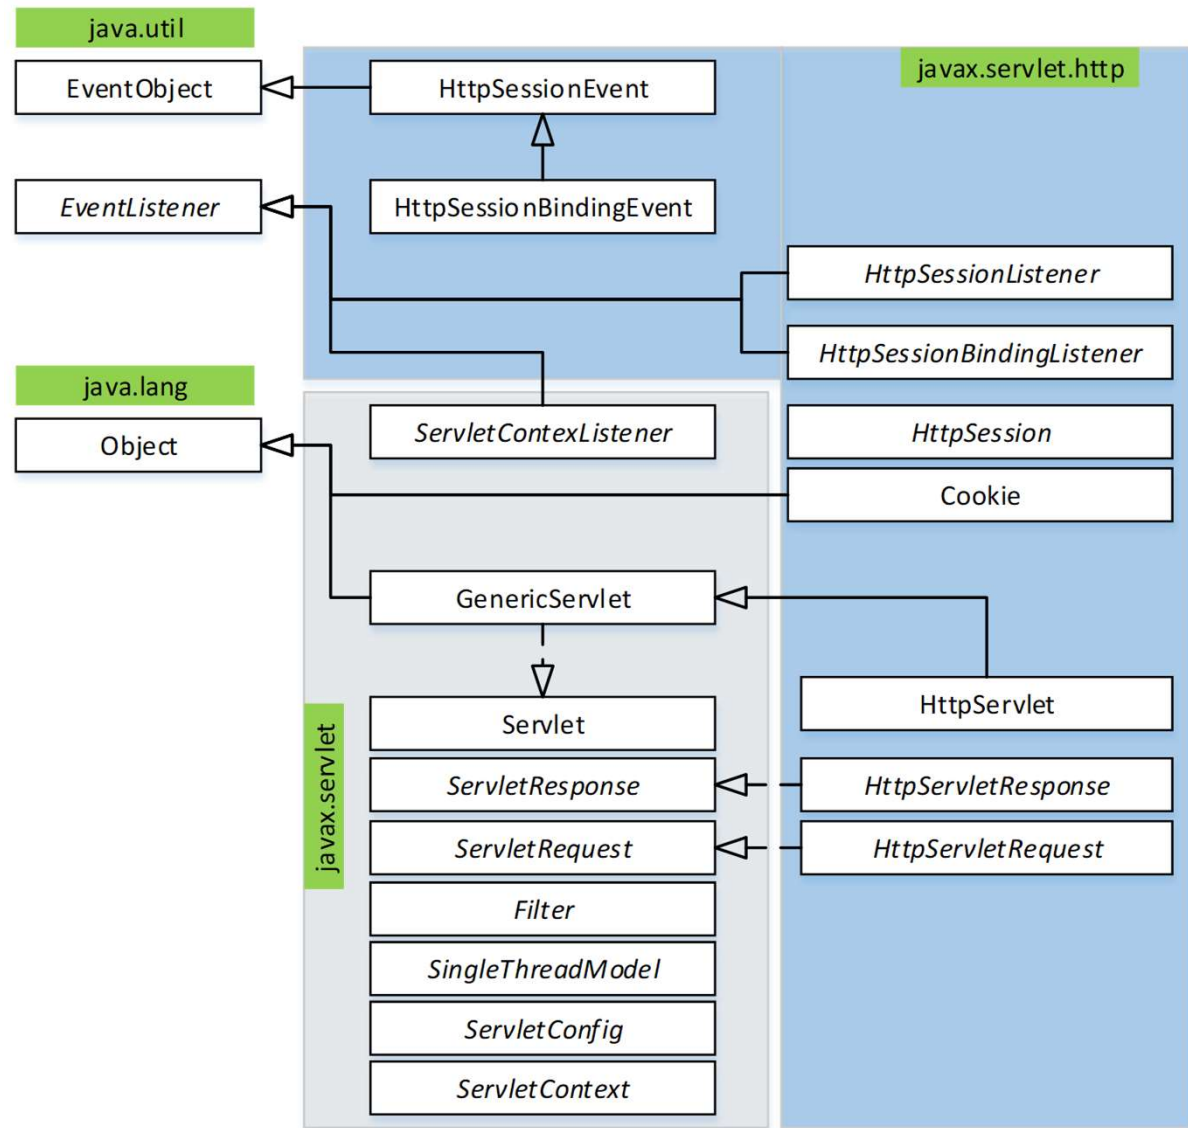 java.util
EventObject
HttpSessionEvent
javax.servlet.http
EventListener
HttpSessionBindingEvent
HttpSessionListener
HttpSessionBindingListener
java.lang
Object
ServletContexListener
HttpSession
Cookie
GenericServlet
HttpServlet
javax.servlet
Servlet
ServletResponse
HttpServletResponse
ServletRequest
HttpServletRequest
Filter
SingleThreadModel
ServletConfig
ServletContext